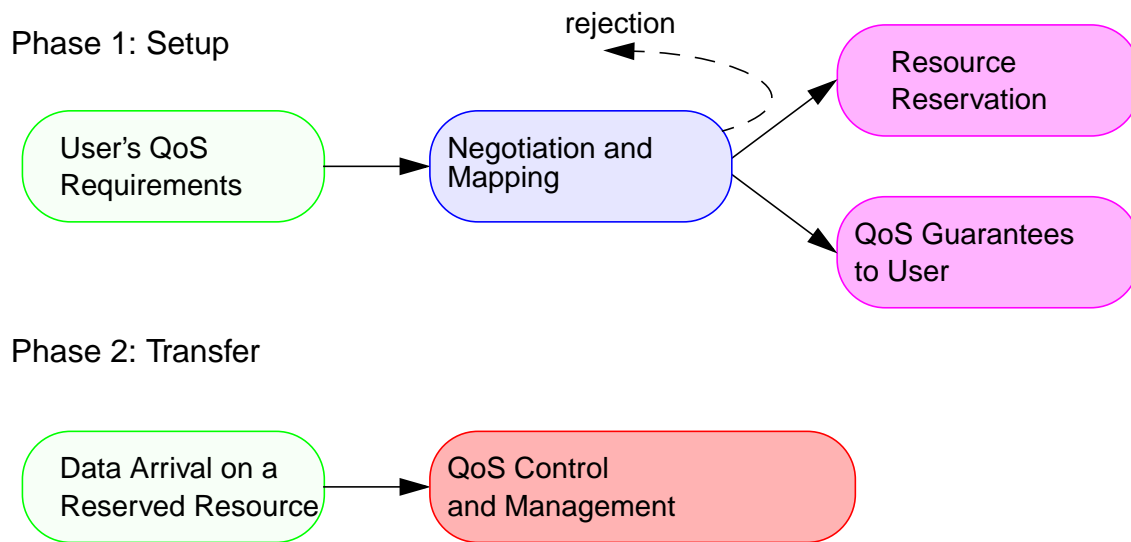 Phase 1: Setup
rejection
User's QoS
Requirements
Negotiation and
Mapping
Resource
Reservation
QoS Guarantees
to User
Phase 2: Transfer
Data Arrival on a
Reserved Resource
QoS Control
and Management